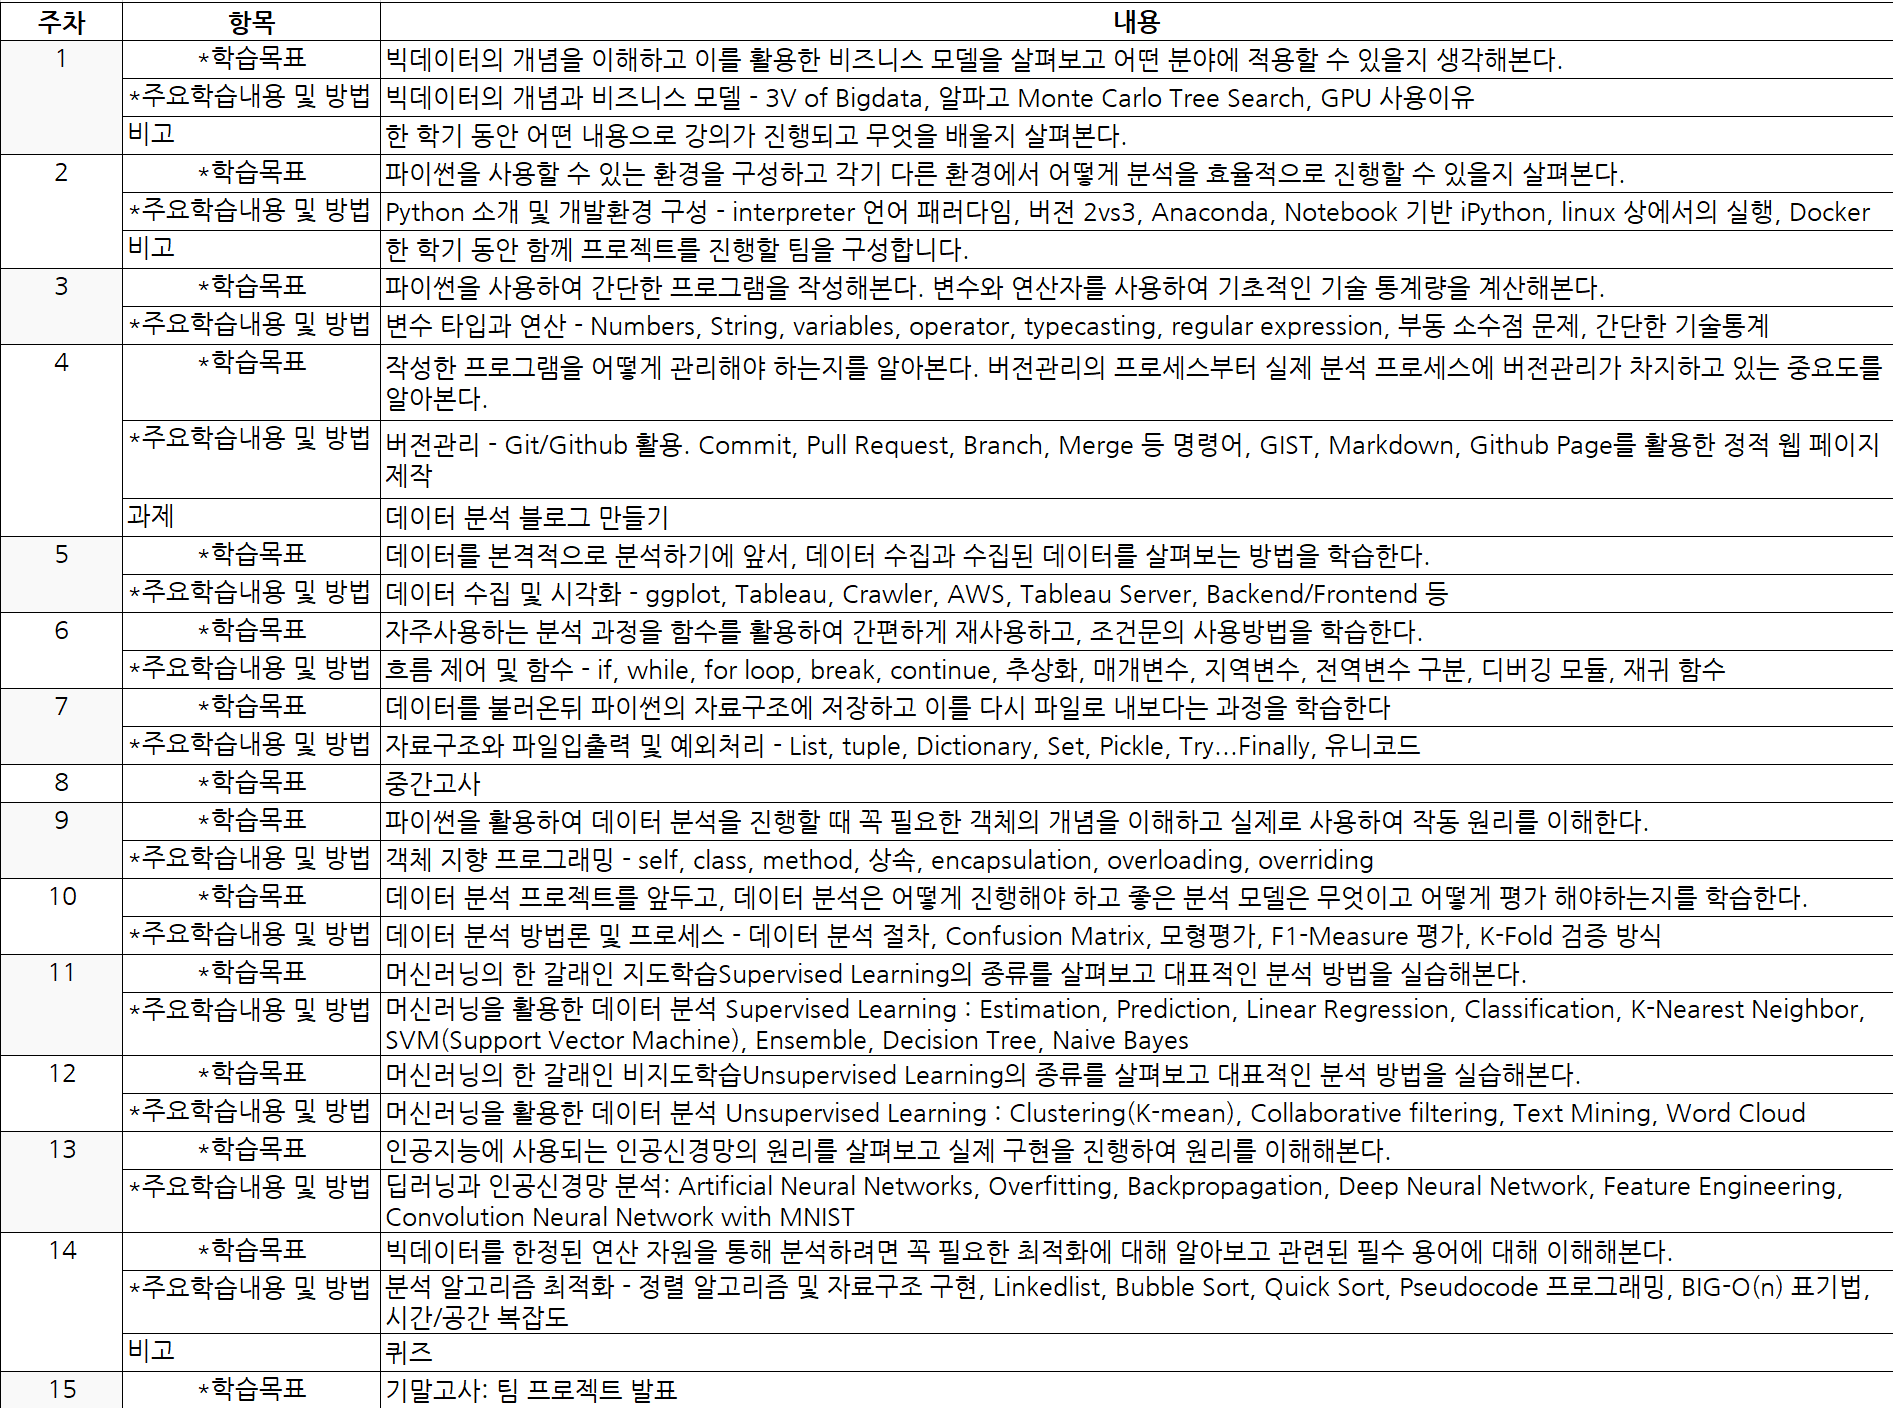 주차 항목 내용
1 *학습목표 빅데이터의 개념을 이해하고 이를 활용한 비즈니스 모델을 살펴보고 어떤 분야에 적용할 수 있을지 생각해본다.
*주요학습내용 및 방법 빅데이터의 개념과 비즈니스 모델 - 3V of Bigdata, 알파고 Monte Carlo Tree Search, GPU 사용이유
비고 한 학기 동안 어떤 내용으로 강의가 진행되고 무엇을 배울지 살펴본다.
2 *학습목표 파이썬을 사용할 수 있는 환경을 구성하고 각기 다른 환경에서 어떻게 분석을 효율적으로 진행할 수 있을지 살펴본다.
*주요학습내용 및 방법 Python 소개 및 개발환경 구성 - interpreter 언어 패러다임, 버전 2vs3, Anaconda, Notebook 기반 iPython, linux 상에서의 실행, Docker
비고 한 학기 동안 함께 프로젝트를 진행할 팀을 구성합니다.
3 *학습목표 파이썬을 사용하여 간단한 프로그램을 작성해본다. 변수와 연산자를 사용하여 기초적인 기술 통계량을 계산해본다.
*주요학습내용 및 방법 변수 타입과 연산 - Numbers, String, variables, operator, typecasting, regular expression, 부동 소수점 문제, 간단한 기술통계
4 *학습목표 작성한 프로그램을 어떻게 관리해야 하는지를 알아본다. 버전관리의 프로세스부터 실제 분석 프로세스에 버전관리가 차지하고 있는 중요도를
알아본다.
*주요학습내용 및 방법 버전관리 - Git/Github 활용. Commit, Pull Request, Branch, Merge 등 명령어, GIST, Markdown, Github Page를 활용한 정적 웹 페이지
제작
과제 데이터 분석 블로그 만들기
5 *학습목표 데이터를 본격적으로 분석하기에 앞서, 데이터 수집과 수집된 데이터를 살펴보는 방법을 학습한다.
*주요학습내용 및 방법 데이터 수집 및 시각화 - ggplot, Tableau, Crawler, AWS, Tableau Server, Backend/Frontend 등
6 *학습목표 자주사용하는 분석 과정을 함수를 활용하여 간편하게 재사용하고, 조건문의 사용방법을 학습한다.
*주요학습내용 및 방법 흐름 제어 및 함수 - if, while, for loop, break, continue, 추상화, 매개변수, 지역변수, 전역변수 구분, 디버깅 모듈, 재귀 함수
7 *학습목표 데이터를 불러온뒤 파이썬의 자료구조에 저장하고 이를 다시 파일로 내보다는 과정을 학습한다
*주요학습내용 및 방법 자료구조와 파일입출력 및 예외처리 - List, tuple, Dictionary, Set, Pickle, Try...Finally, 유니코드
8 *학습목표 중간고사
9 *학습목표 파이썬을 활용하여 데이터 분석을 진행할 때 꼭 필요한 객체의 개념을 이해하고 실제로 사용하여 작동 원리를 이해한다.
*주요학습내용 및 방법 객체 지향 프로그래밍 - self, class, method, 상속, encapsulation, overloading, overriding
10 *학습목표 데이터 분석 프로젝트를 앞두고, 데이터 분석은 어떻게 진행해야 하고 좋은 분석 모델은 무엇이고 어떻게 평가 해야하는지를 학습한다.
*주요학습내용 및 방법 데이터 분석 방법론 및 프로세스 - 데이터 분석 절차, Confusion Matrix, 모형평가, F1-Measure 평가, K-Fold 검증 방식
11 *학습목표 머신러닝의 한 갈래인 지도학습Supervised Learning의 종류를 살펴보고 대표적인 분석 방법을 실습해본다.
*주요학습내용 및 방법 머신러닝을 활용한 데이터 분석 Supervised Learning : Estimation, Prediction, Linear Regression, Classification, K-Nearest Neighbor,
SVM(Support Vector Machine), Ensemble, Decision Tree, Naive Bayes
12 *학습목표 머신러닝의 한 갈래인 비지도학습Unsupervised Learning의 종류를 살펴보고 대표적인 분석 방법을 실습해본다.
*주요학습내용 및 방법 머신러닝을 활용한 데이터 분석 Unsupervised Learning : Clustering(K-mean), Collaborative filtering, Text Mining, Word Cloud
13 *학습목표 인공지능에 사용되는 인공신경망의 원리를 살펴보고 실제 구현을 진행하여 원리를 이해해본다.
*주요학습내용 및 방법 딥러닝과 인공신경망 분석: Artificial Neural Networks, Overfitting, Backpropagation, Deep Neural Network, Feature Engineering,
Convolution Neural Network with MNIST
14 *학습목표 빅데이터를 한정된 연산 자원을 통해 분석하려면 꼭 필요한 최적화에 대해 알아보고 관련된 필수 용어에 대해 이해해본다.
*주요학습내용 및 방법 분석 알고리즘 최적화 - 정렬 알고리즘 및 자료구조 구현, Linkedlist, Bubble Sort, Quick Sort, Pseudocode 프로그래밍, BIG-O(n) 표기법,
시간/공간 복잡도
비고 퀴즈
15 *학습목표 기말고사: 팀 프로젝트 발표